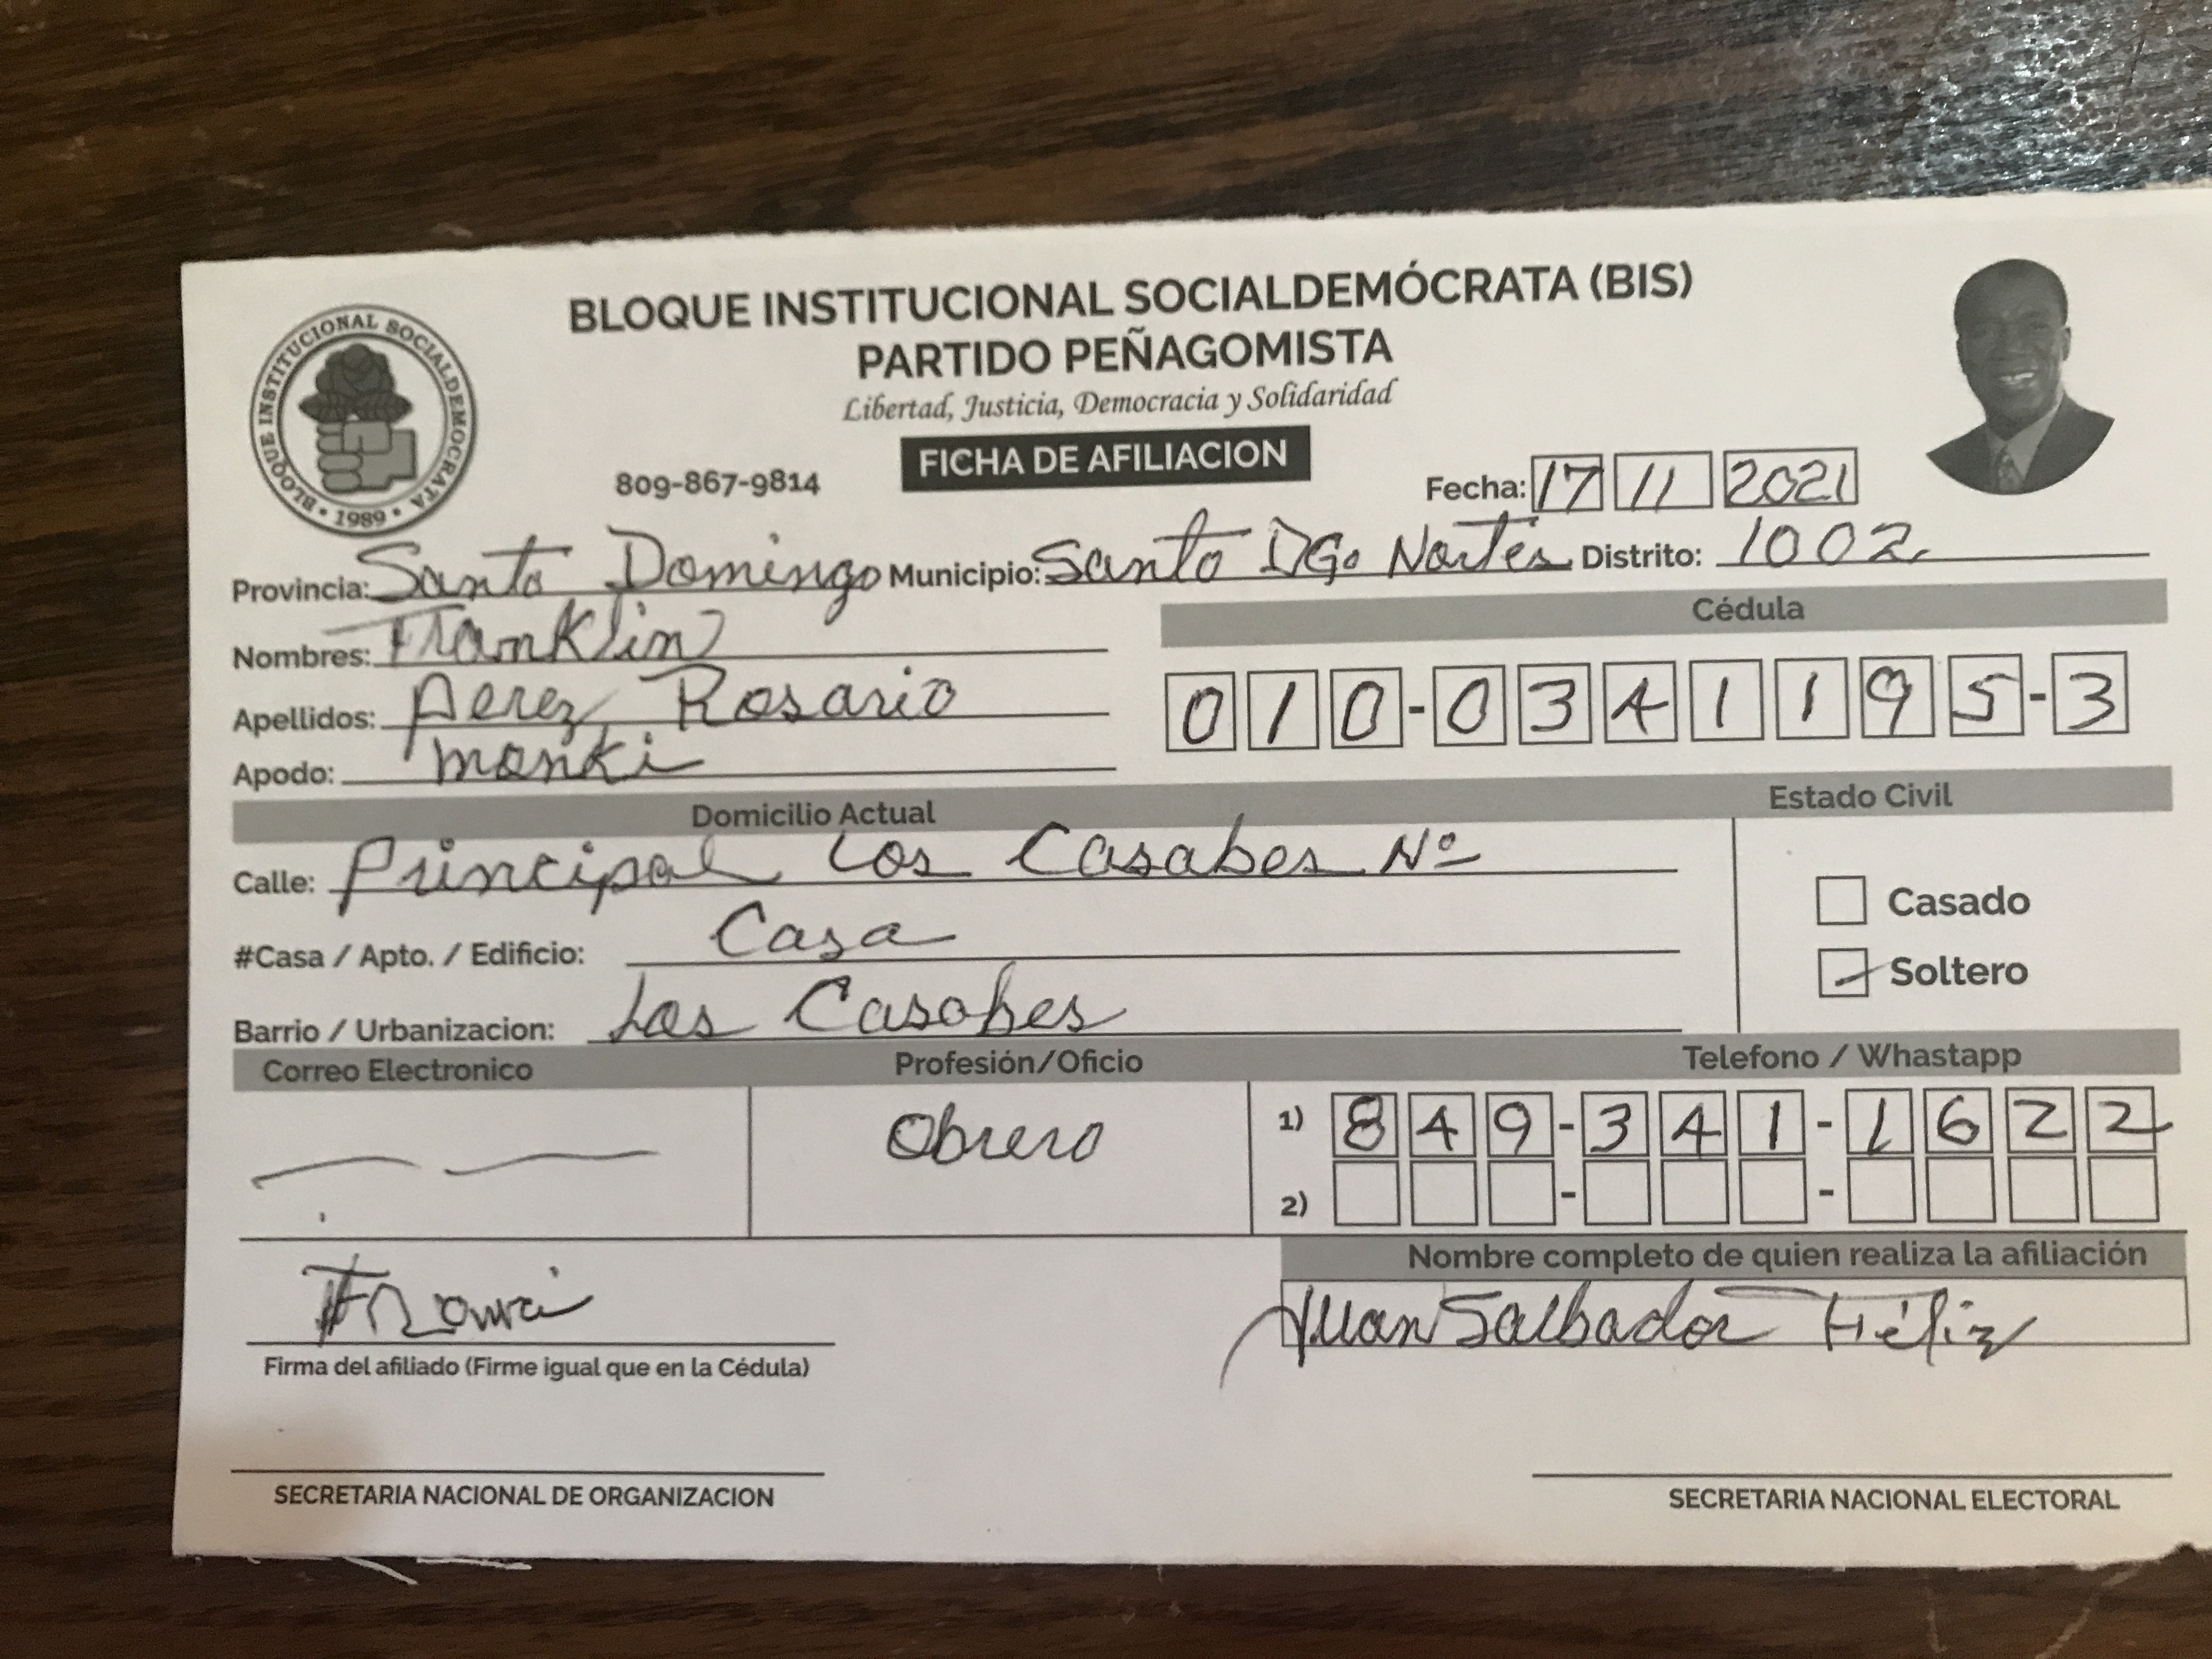 BLOQUE INSTITUCIONAL SOCIALDEMÓCRATA (BIS)
PARTIDO PEÑAGOMISTA
Libertad, Justicia, Democracia y Solidaridad
BLOQUE INSTITUCIONAL SOCIALDEMOCRATA • 1989 •
809-867-9814 FICHA DE AFILIACION Fecha: 17 11 2021
Provincia: Santo Domingo Municipio: Santo DGo Nortes Distrito: 1002
Nombres: Franklin
Cédula
Apellidos: Perez Rosario
010-0341195-3
Apodo: monki
Domicilio Actual Estado Civil
Calle: Principal Los Casabes Nº
Casado
#Casa / Apto. / Edificio: Casa
Soltero
Barrio / Urbanizacion: Los Casabes
Correo Electronico Profesión/Oficio Telefono / Whastapp
Obrero 1) 849-341-1622
2) - -
Nombre completo de quien realiza la afiliación
Juan Salbador Féliz
Firma del afiliado (Firme igual que en la Cédula)
SECRETARIA NACIONAL DE ORGANIZACION SECRETARIA NACIONAL ELECTORAL